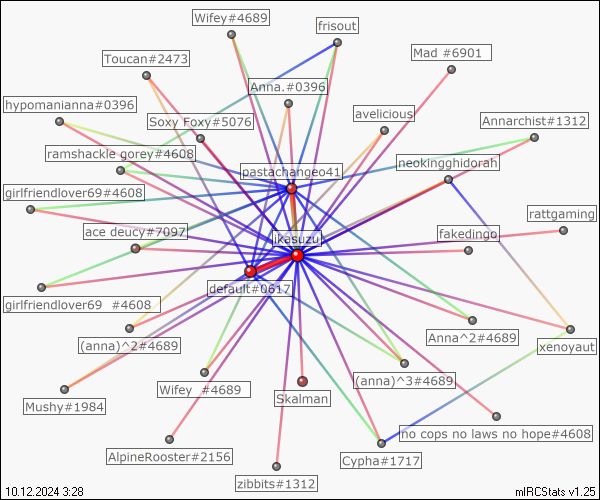 Wifey#4689
frisout
Mad #6901
Toucan#2473
Anna.#0396
hypomanianna#0396
Soxy Foxy#5076
avelicious
Annarchist#1312
ramshackle gorey#4608
pastachangeo41
neokingghidorah
girlfriendlover69#4608
rattgaming
ace deucy#7097
ikasuzu
fakedingo
default#0617
girlfriendlover69 #4608
Anna^2#4689
(anna)^2#4689
xenoyaut
Wifey #4689
(anna)^3#4689
Skalman
Mushy#1984
no cops no laws no hope#4608
AlpineRooster#2156
Cypha#1717
zibbits#1312
10.12.2024 3:28
mIRCStats v1.25